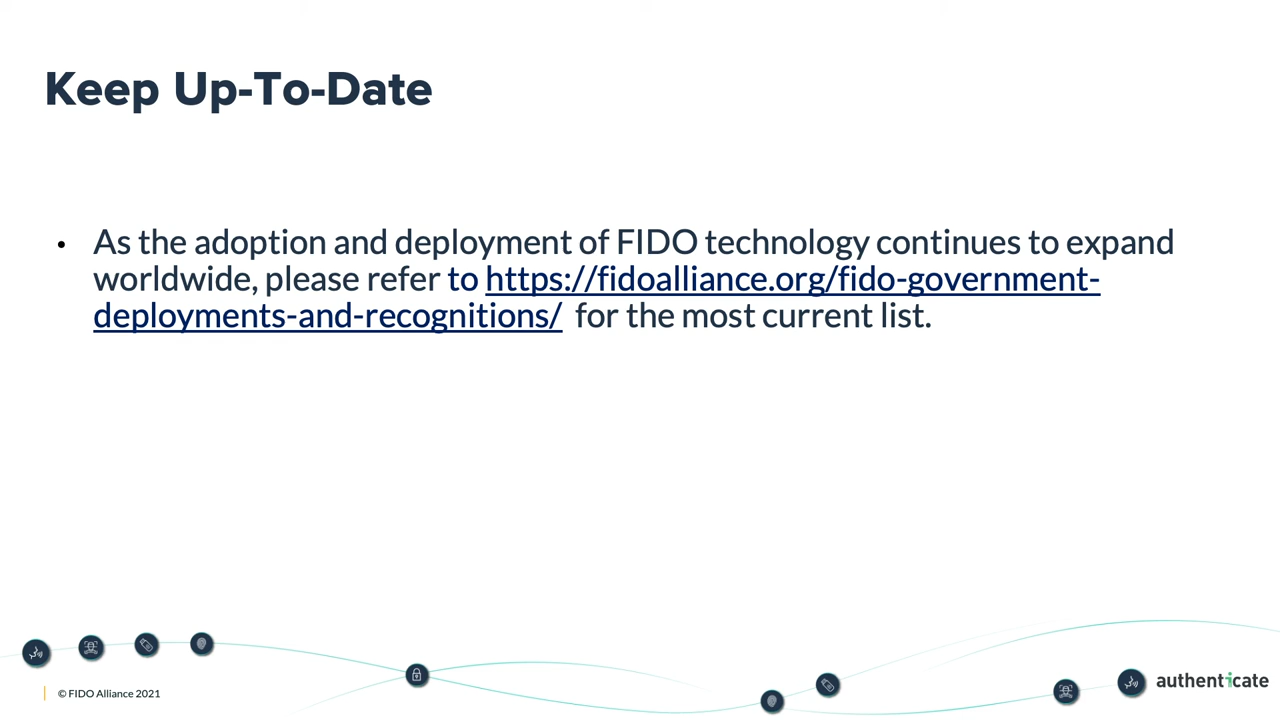 Keep Up-To-Date
• As the adoption and deployment of FIDO technology continues to expand
worldwide, please refer to https://fidoalliance.org/fido-government-
deployments-and-recognitions/ for the most current list.
© FIDO Alliance 2021
authenticate